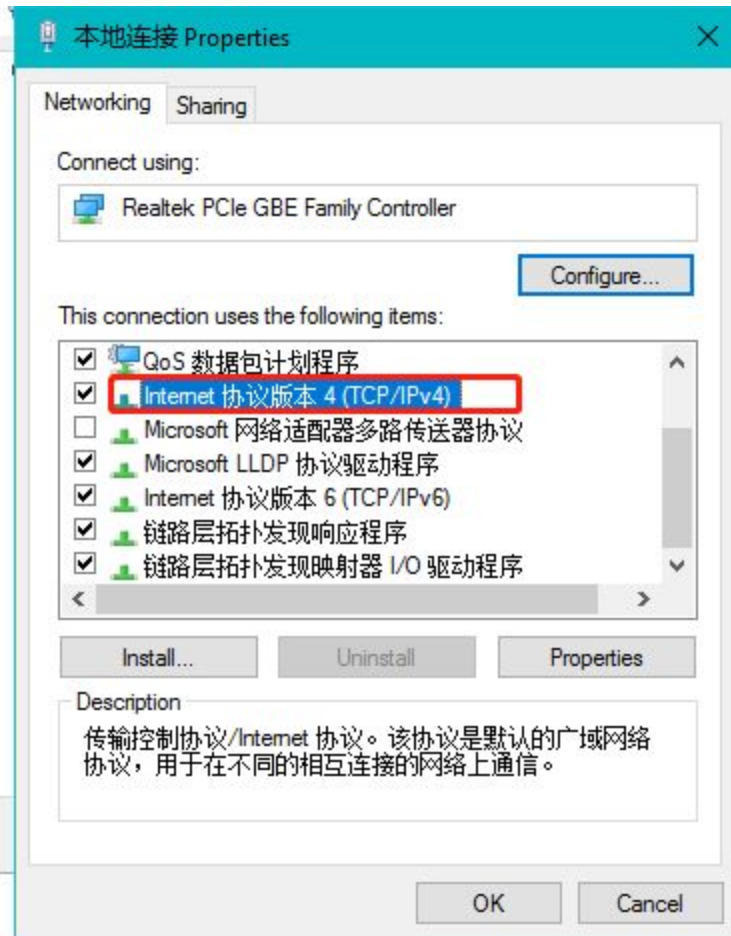 本地连接 Properties
Networking
Sharing
Connect using:
Realtek PCIe GBE Family Controller
Configure...
This connection uses the following items:
QoS 数据包计划程序
Internet 协议版本 4 (TCP/IPv4)
Microsoft 网络适配器多路传送器协议
Microsoft LLDP 协议驱动程序
Internet 协议版本 6 (TCP/IPv6)
链路层拓扑发现响应程序
链路层拓扑发现映射器 I/O 驱动程序
Install...
Uninstall
Properties
Description
传输控制协议/Internet 协议。该协议是默认的广域网络
协议，用于在不同的相互连接的网络上通信。
OK
Cancel